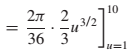 = 2π/36 · 2/3 u^{3/2}]^{10}_{u=1}